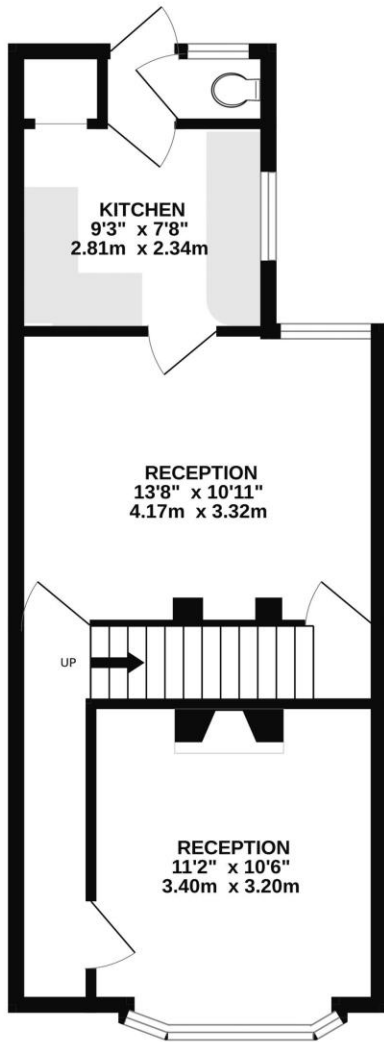 KITCHEN
9'3" x 7'8"
2.81m x 2.34m
RECEPTION
13'8" x 10'11"
4.17m x 3.32m
UP
RECEPTION
11'2" x 10'6"
3.40m x 3.20m